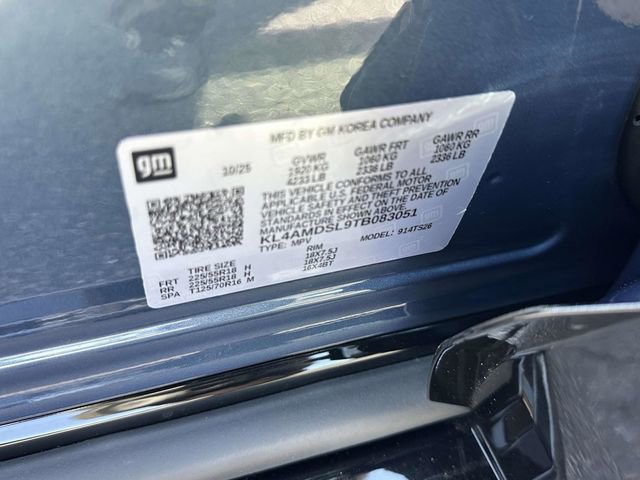 MFD BY GM KOREA COMPANY
gm
10/25
GVWR GAWR FRT GAWR RR
1920 KG 1060 KG 1060 KG
4233 LB 2336 LB 2336 LB
THIS VEHICLE CONFORMS TO ALL
APPLICABLE U.S. FEDERAL MOTOR
VEHICLE SAFETY AND THEFT PREVENTION
STANDARDS IN EFFECT ON THE DATE OF
MANUFACTURE SHOWN ABOVE.
KL4AMDSL9TB083051
TYPE: MPV MODEL: 914TS26
TIRE SIZE RIM
FRT 225/55R18 H 18X7.5J
RR 225/55R18 H 18X7.5J
SPA T125/70R16 M 16X4BT